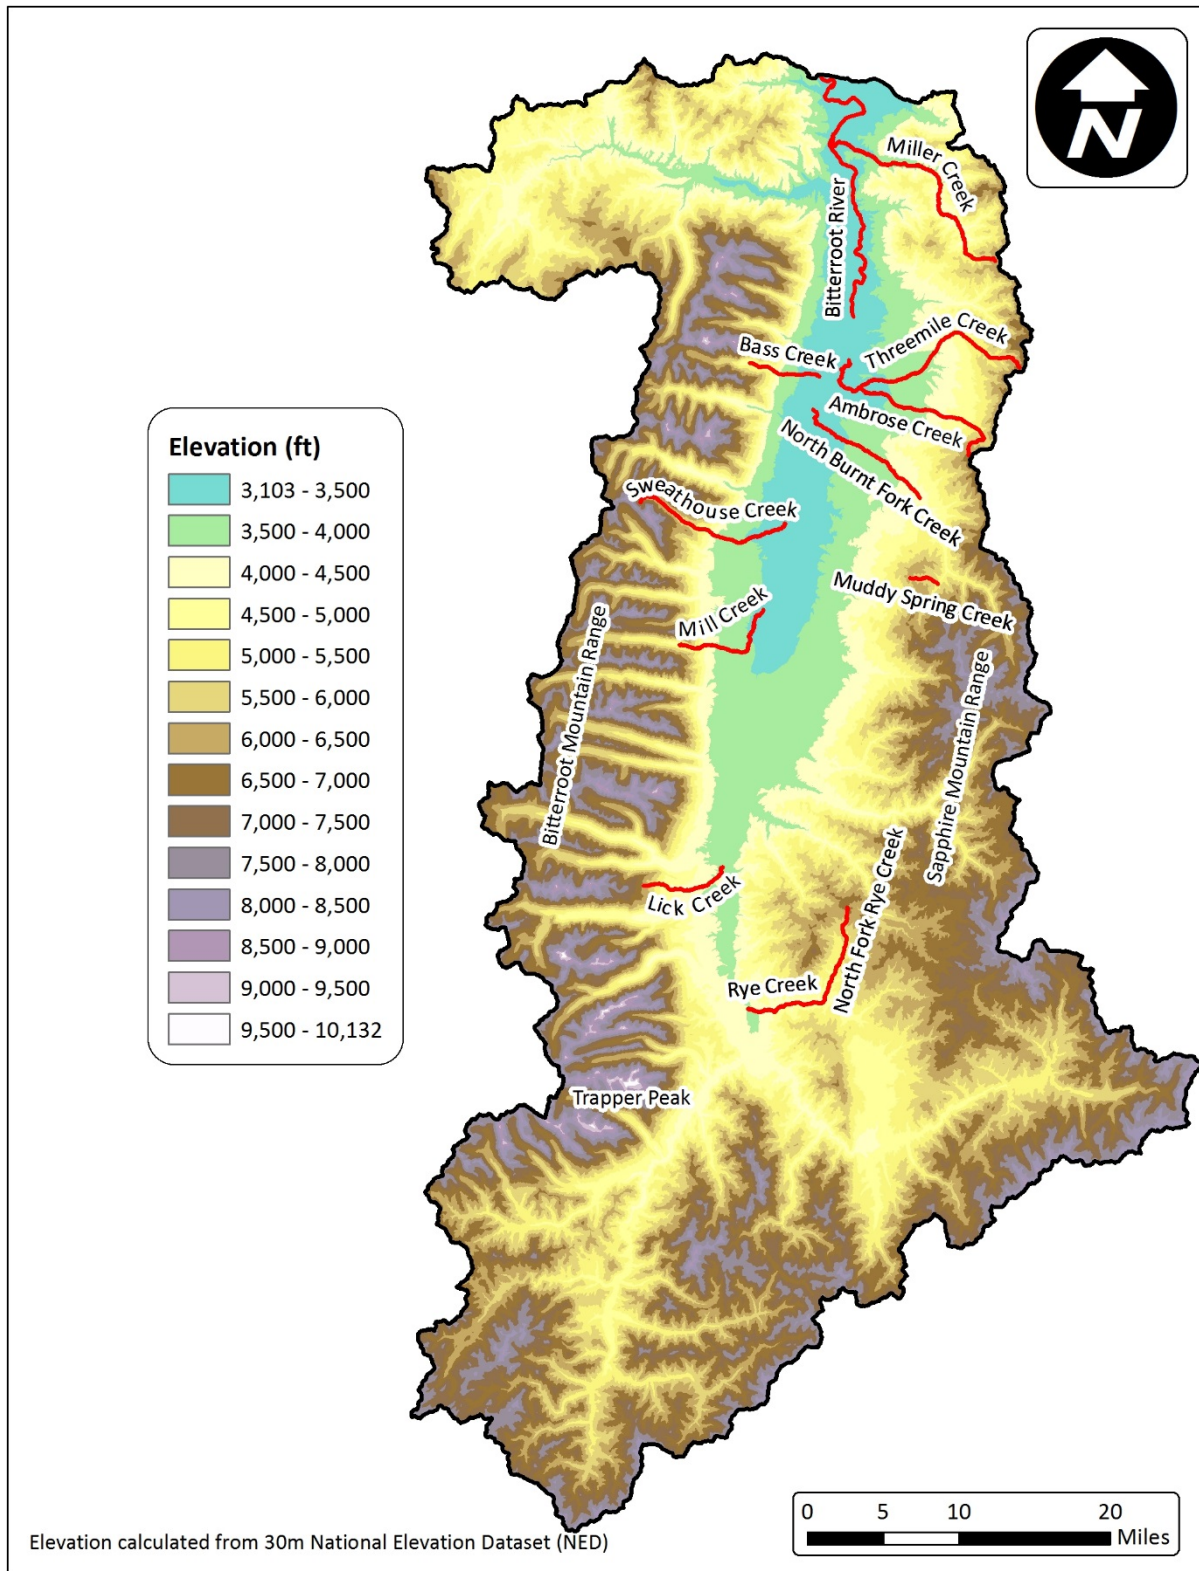 N
Miller Creek
Bitterroot River
Threemile Creek
Bass Creek
Ambrose Creek
North Burnt Fork Creek
Sweathouse Creek
Muddy Spring Creek
Mill Creek
Bitterroot Mountain Range
Sapphire Mountain Range
Lick Creek
North Fork Rye Creek
Rye Creek
Trapper Peak
Elevation (ft)
3,103 - 3,500
3,500 - 4,000
4,000 - 4,500
4,500 - 5,000
5,000 - 5,500
5,500 - 6,000
6,000 - 6,500
6,500 - 7,000
7,000 - 7,500
7,500 - 8,000
8,000 - 8,500
8,500 - 9,000
9,000 - 9,500
9,500 - 10,132
0 5 10 20
Miles
Elevation calculated from 30m National Elevation Dataset (NED)